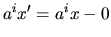 a^i x' = a^i x − 0